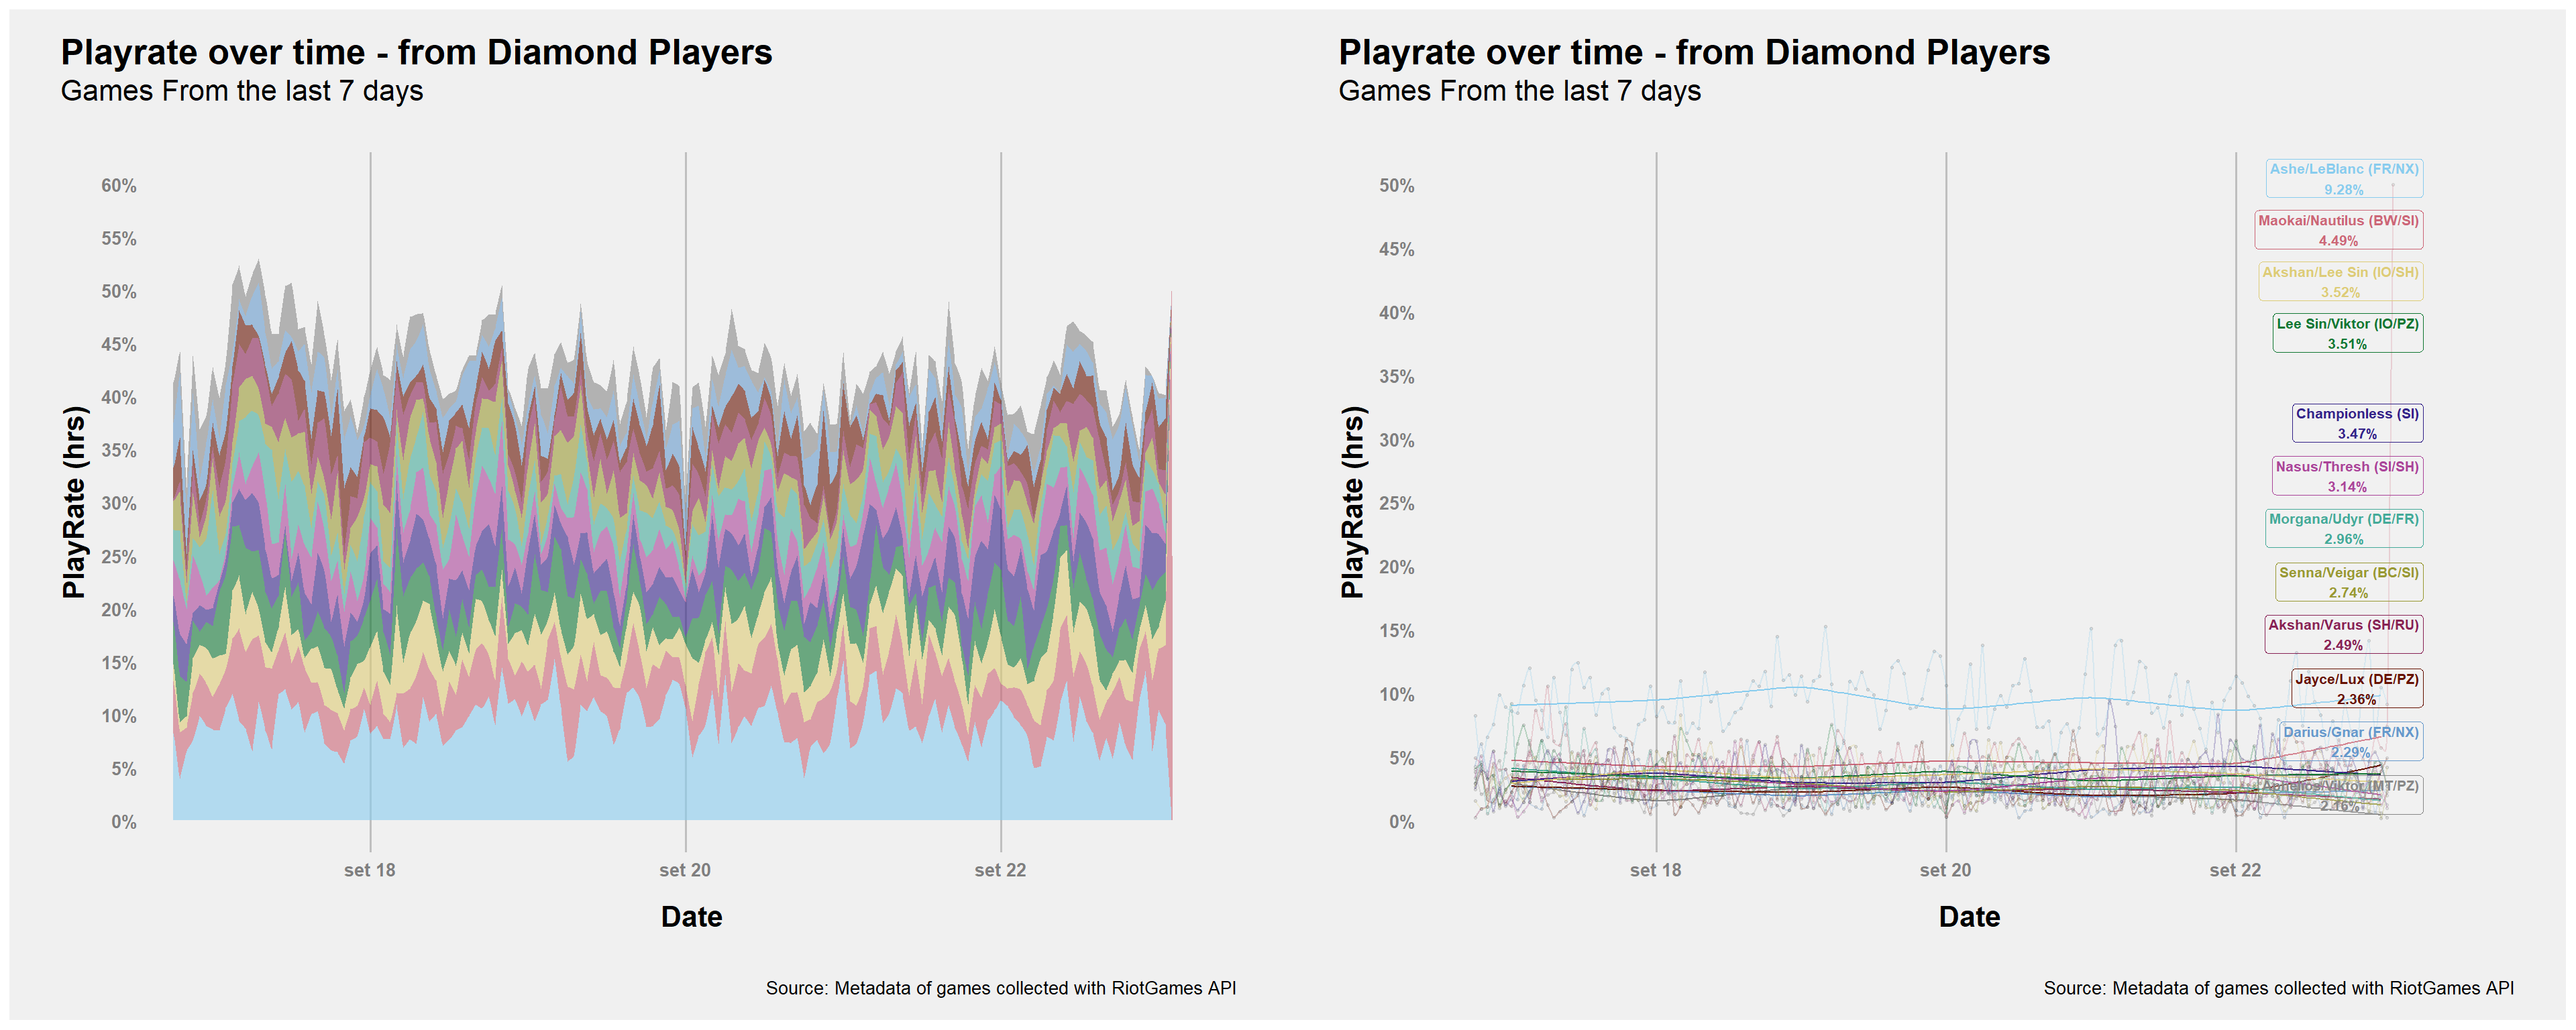 Playrate over time - from Diamond Players
Games From the last 7 days
60%
55%
50%
45%
40%
35%
30%
25%
20%
15%
10%
5%
0%
PlayRate (hrs)
set 18
set 20
set 22
Date
Source: Metadata of games collected with RiotGames API
Playrate over time - from Diamond Players
Games From the last 7 days
50%
45%
40%
35%
30%
25%
20%
15%
10%
5%
0%
PlayRate (hrs)
Ashe/LeBlanc (FR/NX)
9.28%
Maokai/Nautilus (BW/SI)
4.49%
Akshan/Lee Sin (IO/SH)
3.52%
Lee Sin/Viktor (IO/PZ)
3.51%
Championless (SI)
3.47%
Nasus/Thresh (SI/SH)
3.14%
Morgana/Udyr (DE/FR)
2.96%
Senna/Veigar (BC/SI)
2.74%
Akshan/Varus (SH/RU)
2.49%
Jayce/Lux (DE/PZ)
2.36%
Darius/Gnar (FR/NX)
2.29%
Aphelios/Viktor (MT/PZ)
2.16%
set 18
set 20
set 22
Date
Source: Metadata of games collected with RiotGames API